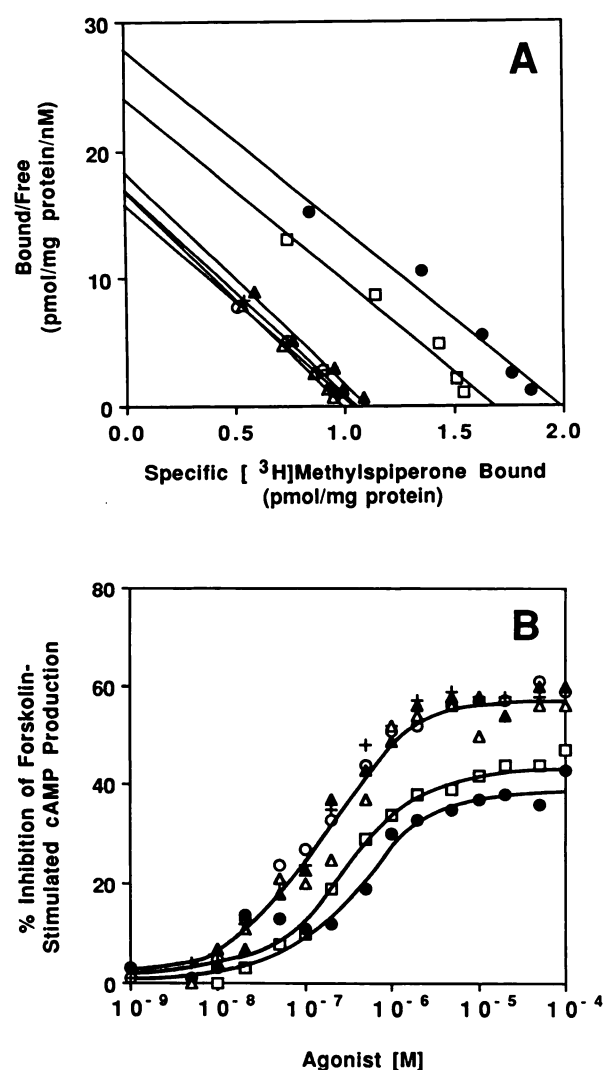 A
30
20
10
0
Bound/Free
(pmol/mg protein/nM)
0.0 0.5 1.0 1.5 2.0
Specific [ ³H]Methylspiperone Bound
(pmol/mg protein)
B
80
60
40
20
0
% Inhibition of Forskolin-
Stimulated cAMP Production
10⁻⁹ 10⁻⁸ 10⁻⁷ 10⁻⁶ 10⁻⁵ 10⁻⁴
Agonist [M]